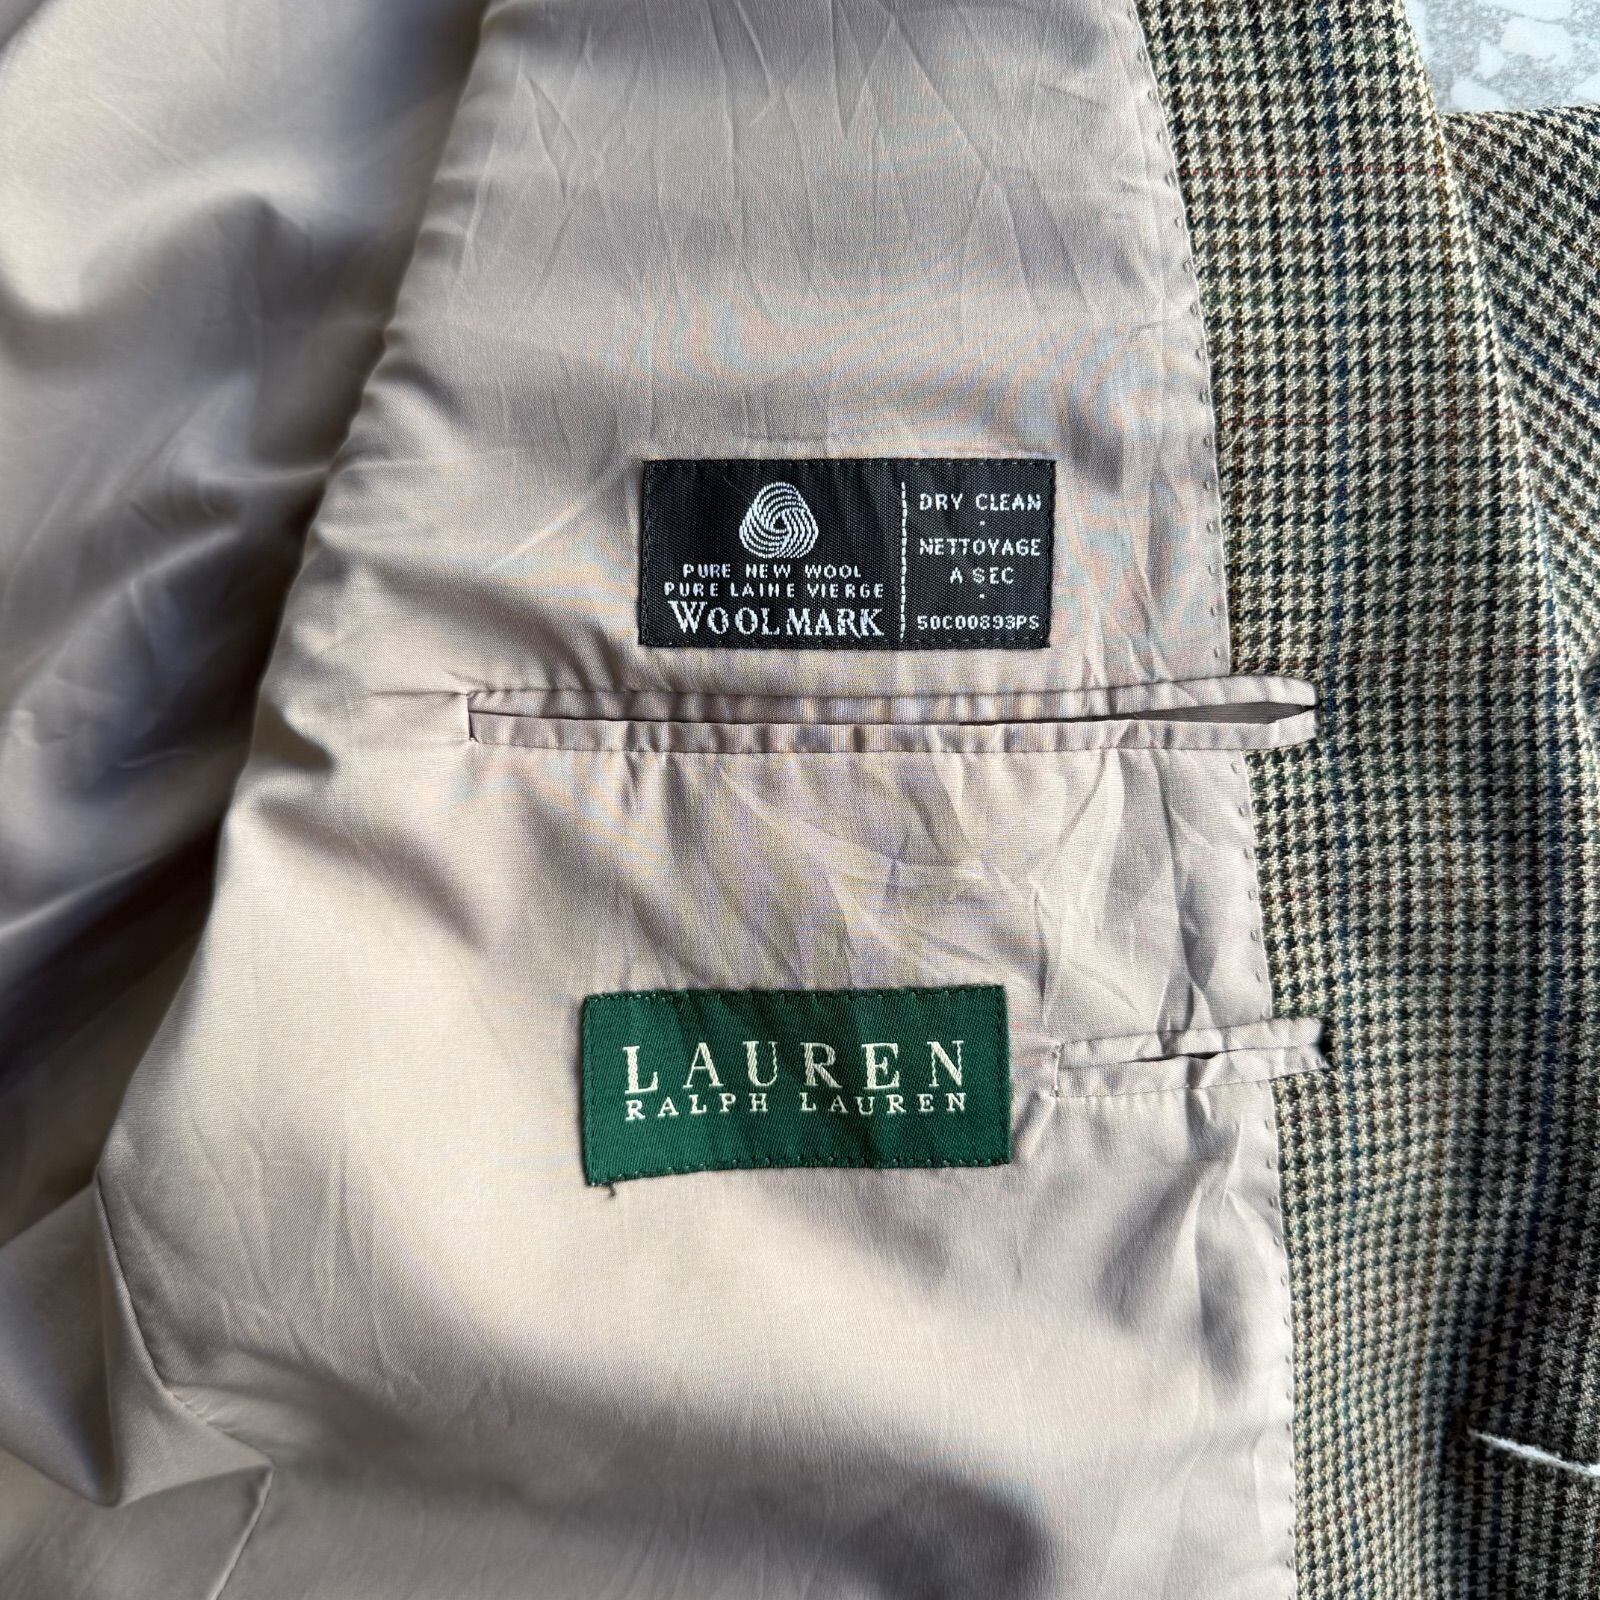 PURE NEW WOOL
PURE LAINE VIERGE
WOOLMARK
DRY CLEAN
·
NETTOYAGE
A SEC
·
50C00893PS
LAUREN
RALPH LAUREN